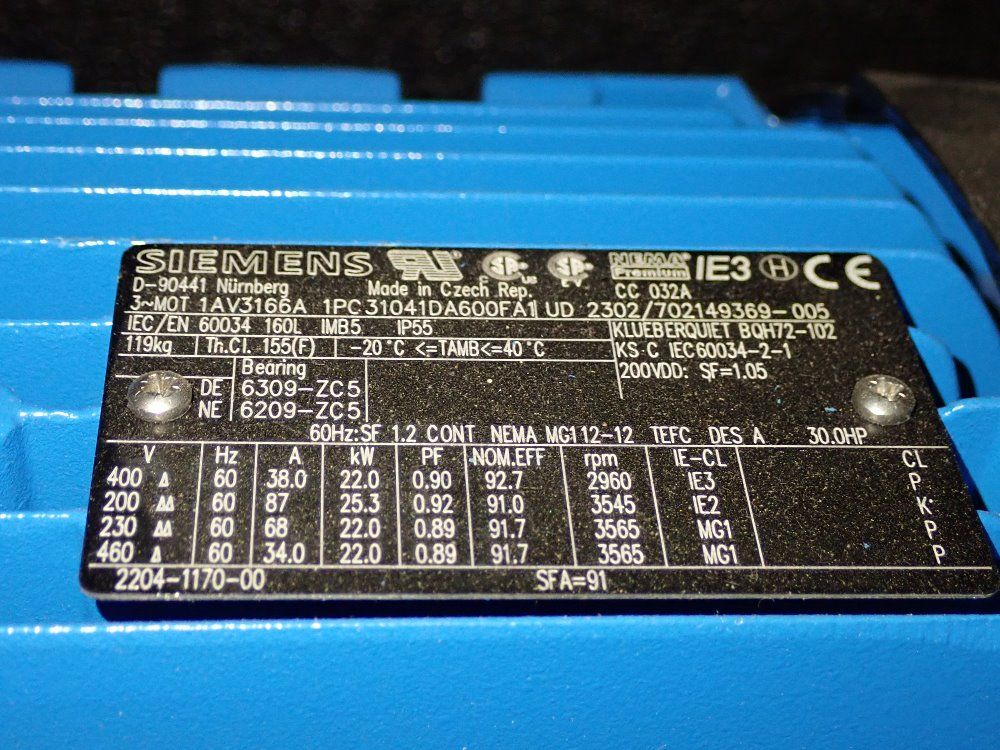 SIEMENS NEMA Premium IE3 H CE
D-90441 Nürnberg Made in Czech Rep. CC 032A
3~MOT 1AV3166A 1PC31041DA600FA1 UD 2302/702149369-005
IEC/EN 60034 160L IMB5 IP55 KLUEBERQUIET BQH72-102
119kg Th.Cl. 155(F) -20°C <=TAMB<=40°C KS C IEC60034-2-1
Bearing 200VDD: SF=1.05
DE 6309-ZC5
NE 6209-ZC5
60Hz:SF 1.2 CONT NEMA MG112-12 TEFC DES A 30.0HP
V Hz A kW PF NOM.EFF rpm IE-CL CL
400 Δ 60 38.0 22.0 0.90 92.7 2960 IE3 P
200 ΔΔ 60 87 25.3 0.92 91.0 3545 IE2 K
230 ΔΔ 60 68 22.0 0.89 91.7 3565 MG1 P
460 Δ 60 34.0 22.0 0.89 91.7 3565 MG1 P
2204-1170-00 SFA=91